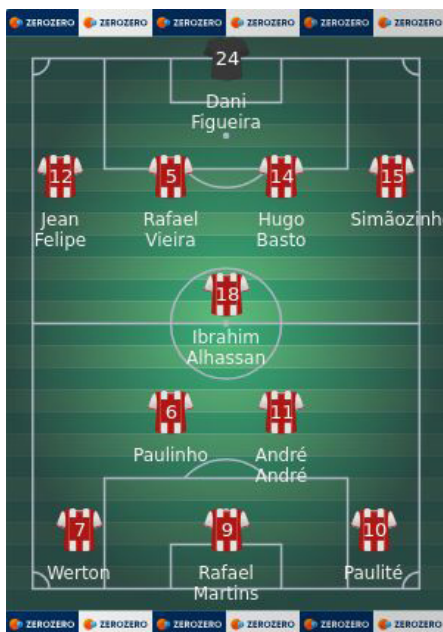 ZEROZERO ZEROZERO ZEROZERO ZEROZERO ZEROZERO ZEROZERO
24
Dani
Figueira
12 5 14 15
Jean Rafael Hugo Simãozinh
Felipe Vieira Basto
18
Ibrahim
Alhassan
6 11
Paulinho André
André
7 9 10
Werton Rafael Paulité
Martins
ZEROZERO ZEROZERO ZEROZERO ZEROZERO ZEROZERO ZEROZERO